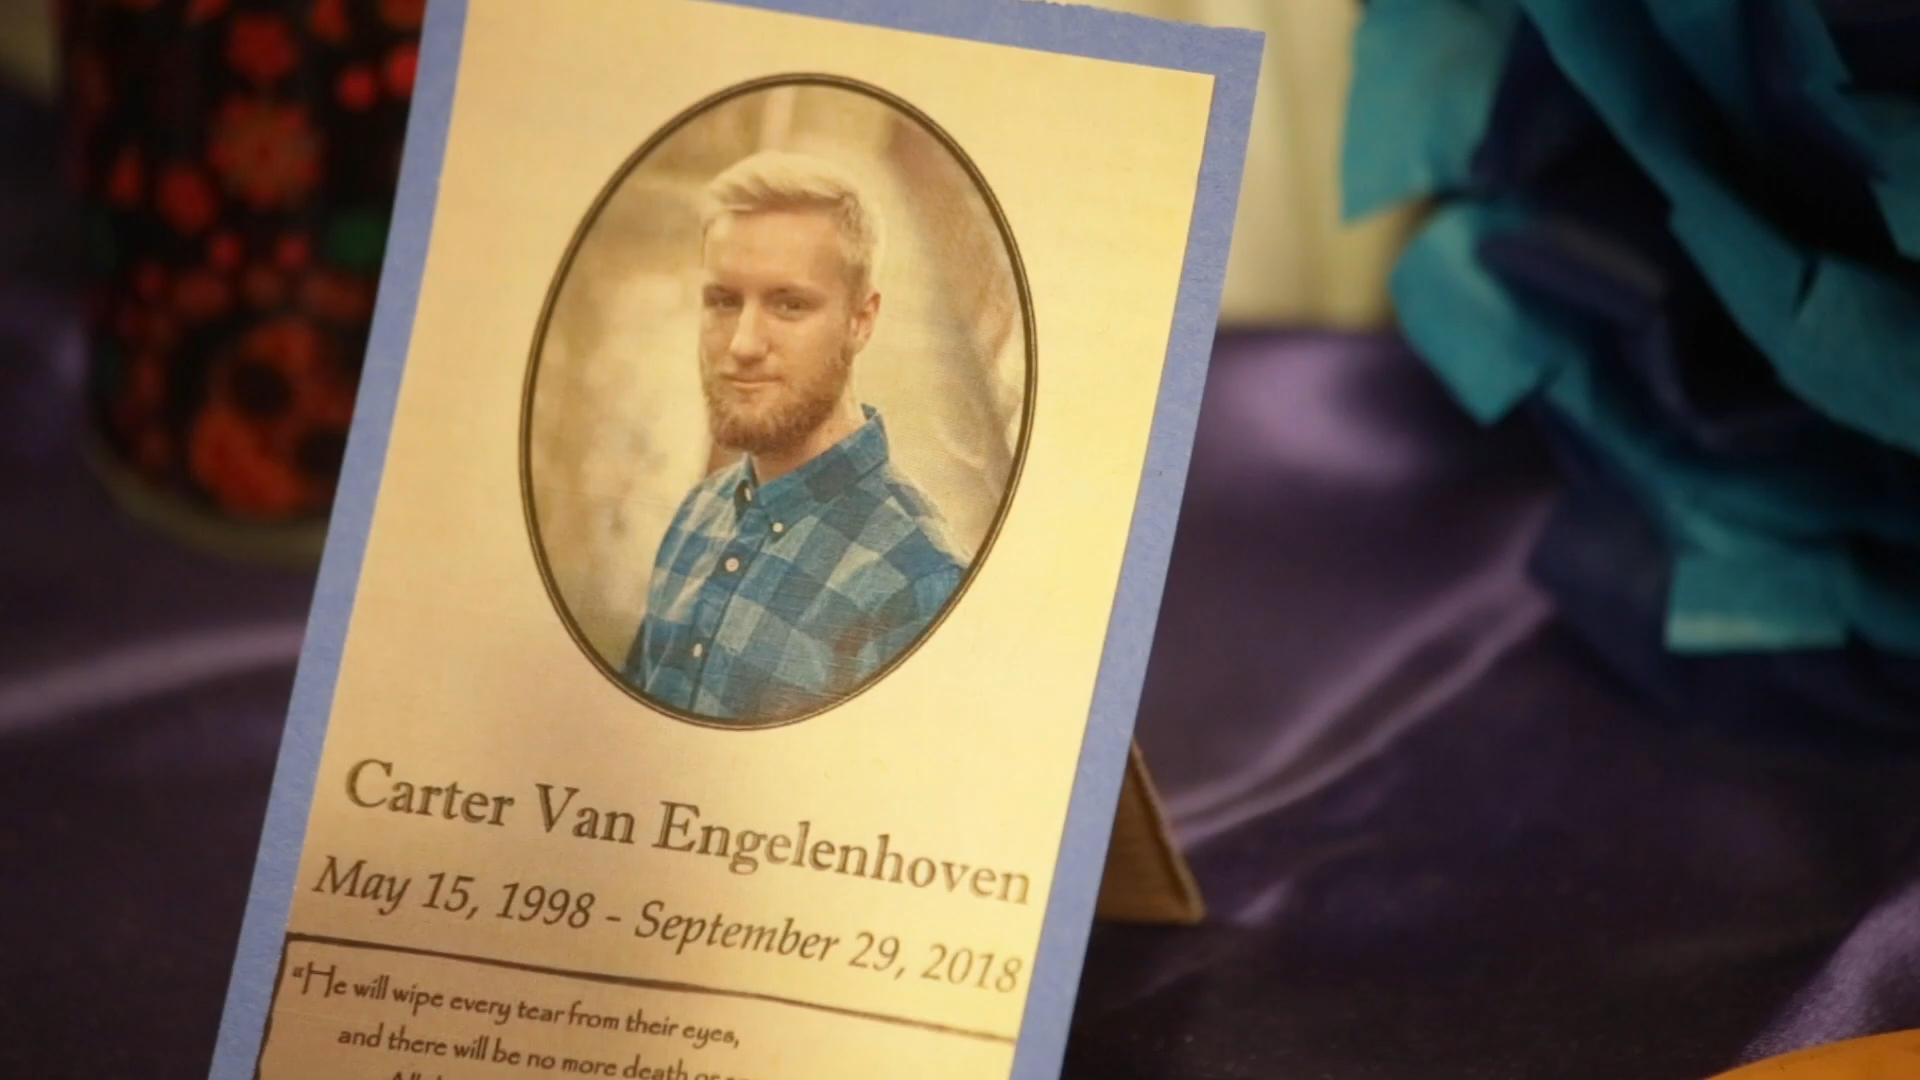 Carter Van Engelenhoven
May 15, 1998 - September 29, 2018
"He will wipe every tear from their eyes,
and there will be no more death or